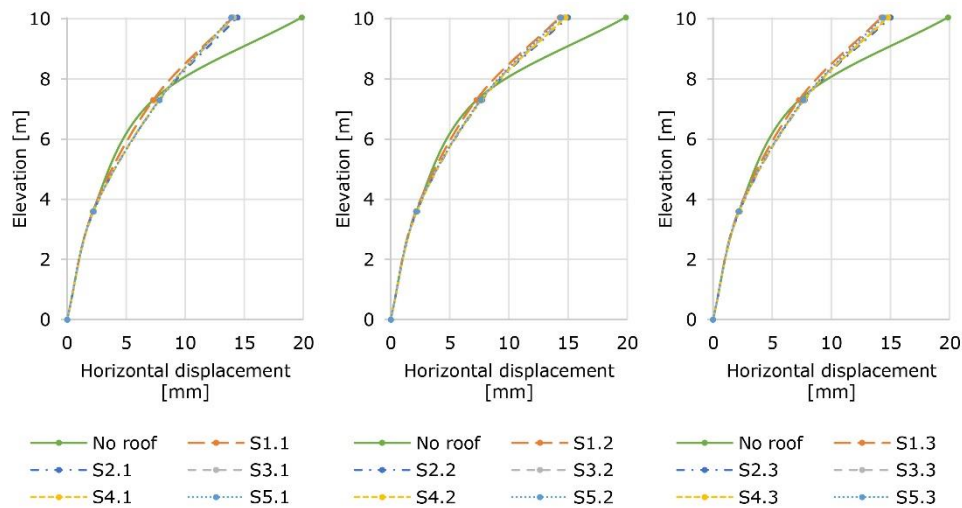 10
8
6
4
2
0
Elevation [m]
0 5 10 15 20
Horizontal displacement
[mm]
No roof S1.1
S2.1 S3.1
S4.1 S5.1
10
8
6
4
2
0
Elevation [m]
0 5 10 15 20
Horizontal displacement
[mm]
No roof S1.2
S2.2 S3.2
S4.2 S5.2
10
8
6
4
2
0
Elevation [m]
0 5 10 15 20
Horizontal displacement
[mm]
No roof S1.3
S2.3 S3.3
S4.3 S5.3